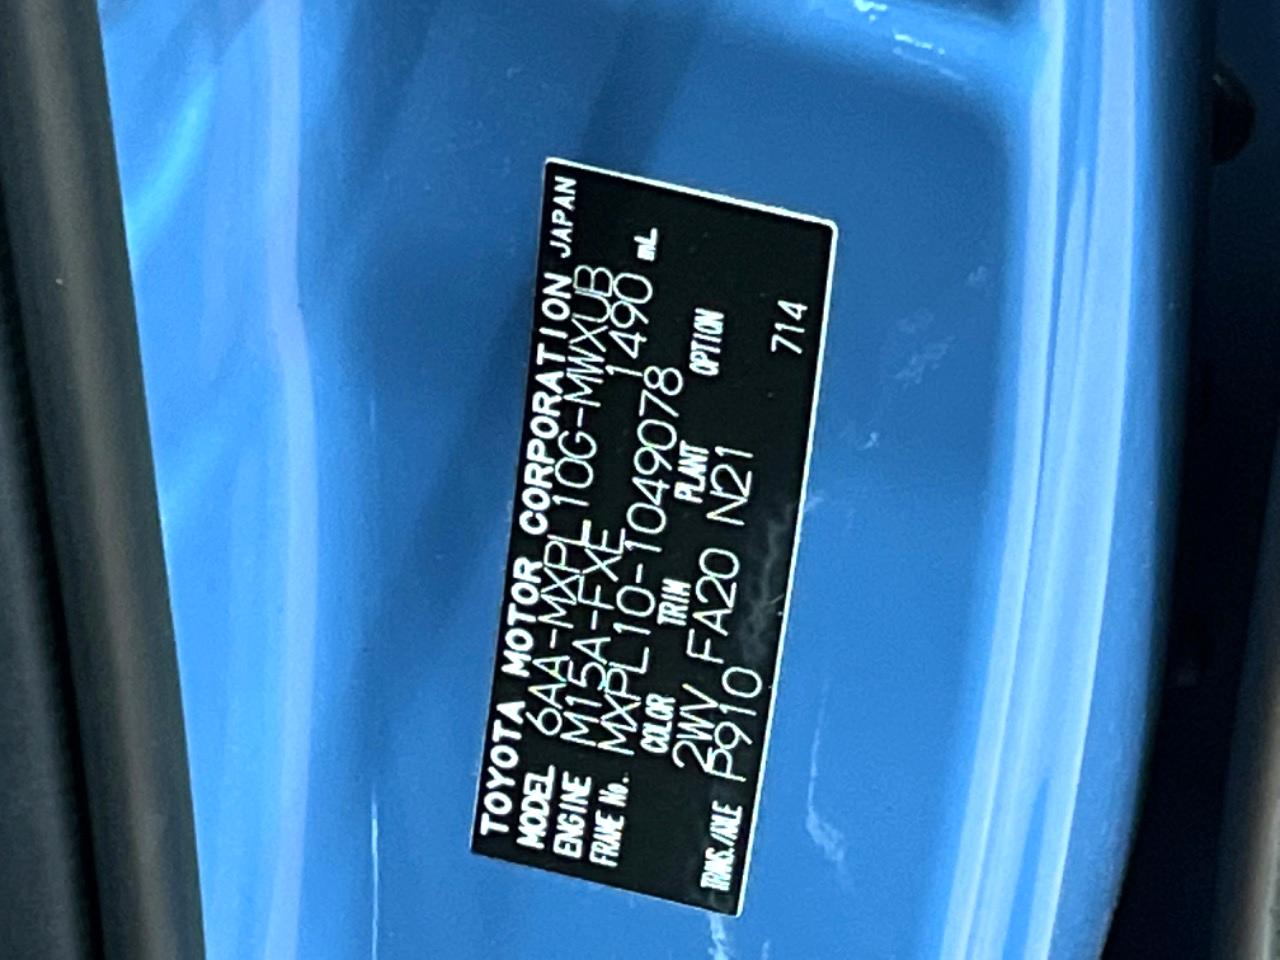 TOYOTA MOTOR CORPORATION JAPAN
MODEL 6AA-MXPL10G-MWXUB
ENGINE M15A-FXE 1490 mL
FRAME No. MXPL10-1049078
COLOR TRIM PLANT OPTION
2WV FA20 N21
TRANS./AXLE P910 714